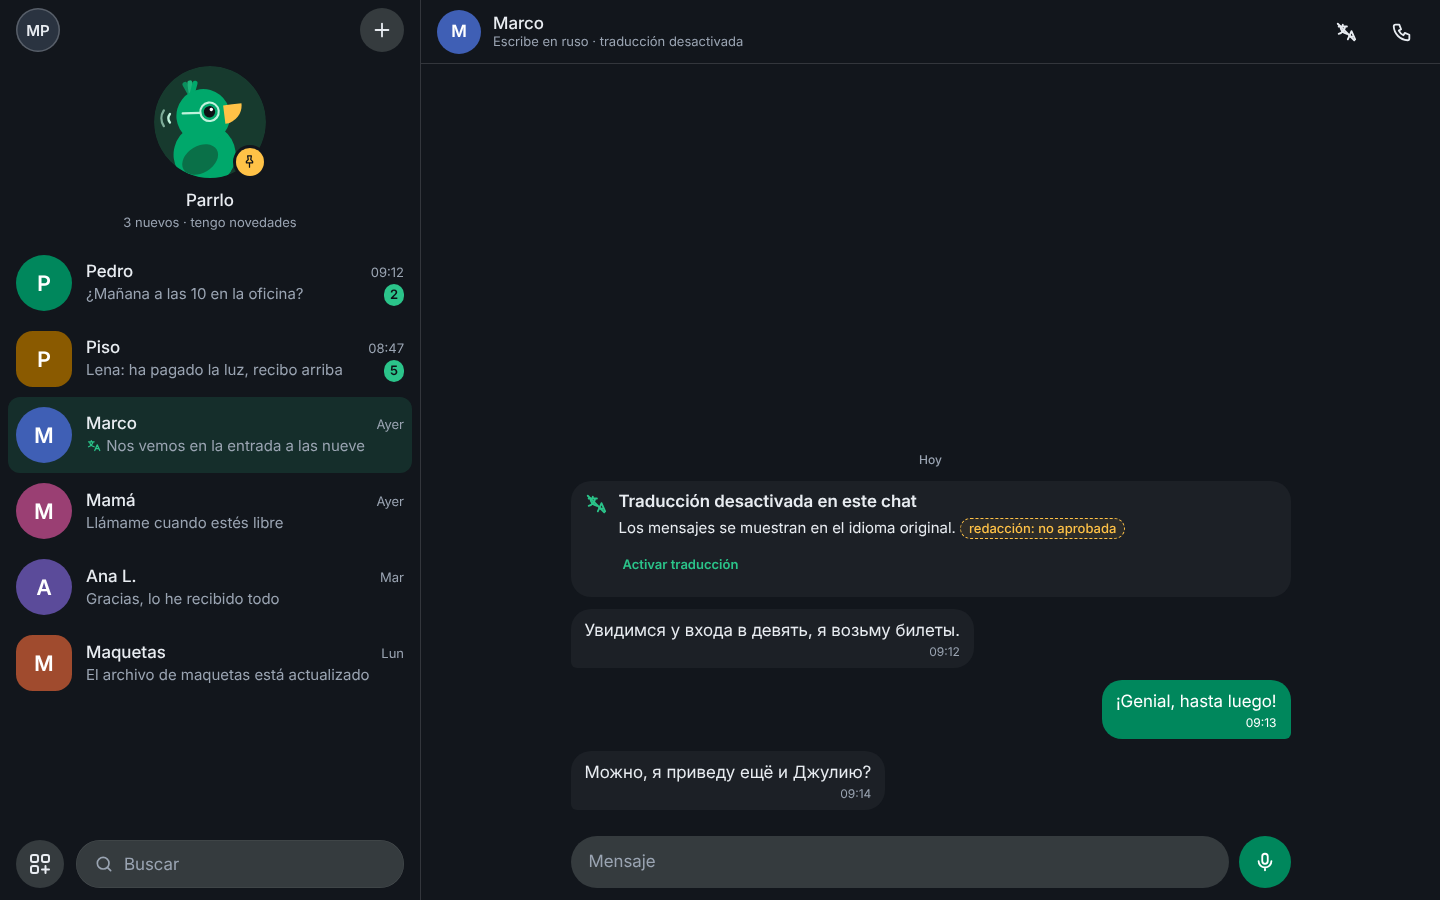 MP
Parrlo
3 nuevos · tengo novedades
P
Pedro
09:12
¿Mañana a las 10 en la oficina?
2
P
Piso
08:47
Lena: ha pagado la luz, recibo arriba
5
M
Marco
Ayer
Nos vemos en la entrada a las nueve
M
Mamá
Ayer
Llámame cuando estés libre
A
Ana L.
Mar
Gracias, lo he recibido todo
M
Maquetas
Lun
El archivo de maquetas está actualizado
Buscar
M
Marco
Escribe en ruso · traducción desactivada
Hoy
Traducción desactivada en este chat
Los mensajes se muestran en el idioma original. redacción: no aprobada
Activar traducción
Увидимся у входа в девять, я возьму билеты.
09:12
¡Genial, hasta luego!
09:13
Можно, я приведу ещё и Джулию?
09:14
Mensaje